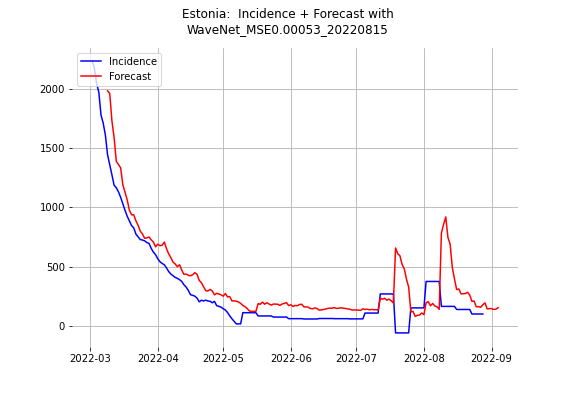 Estonia:  Incidence + Forecast with
WaveNet_MSE0.00053_20220815
Incidence
Forecast
2000
1500
1000
500
0
2022-03 2022-04 2022-05 2022-06 2022-07 2022-08 2022-09